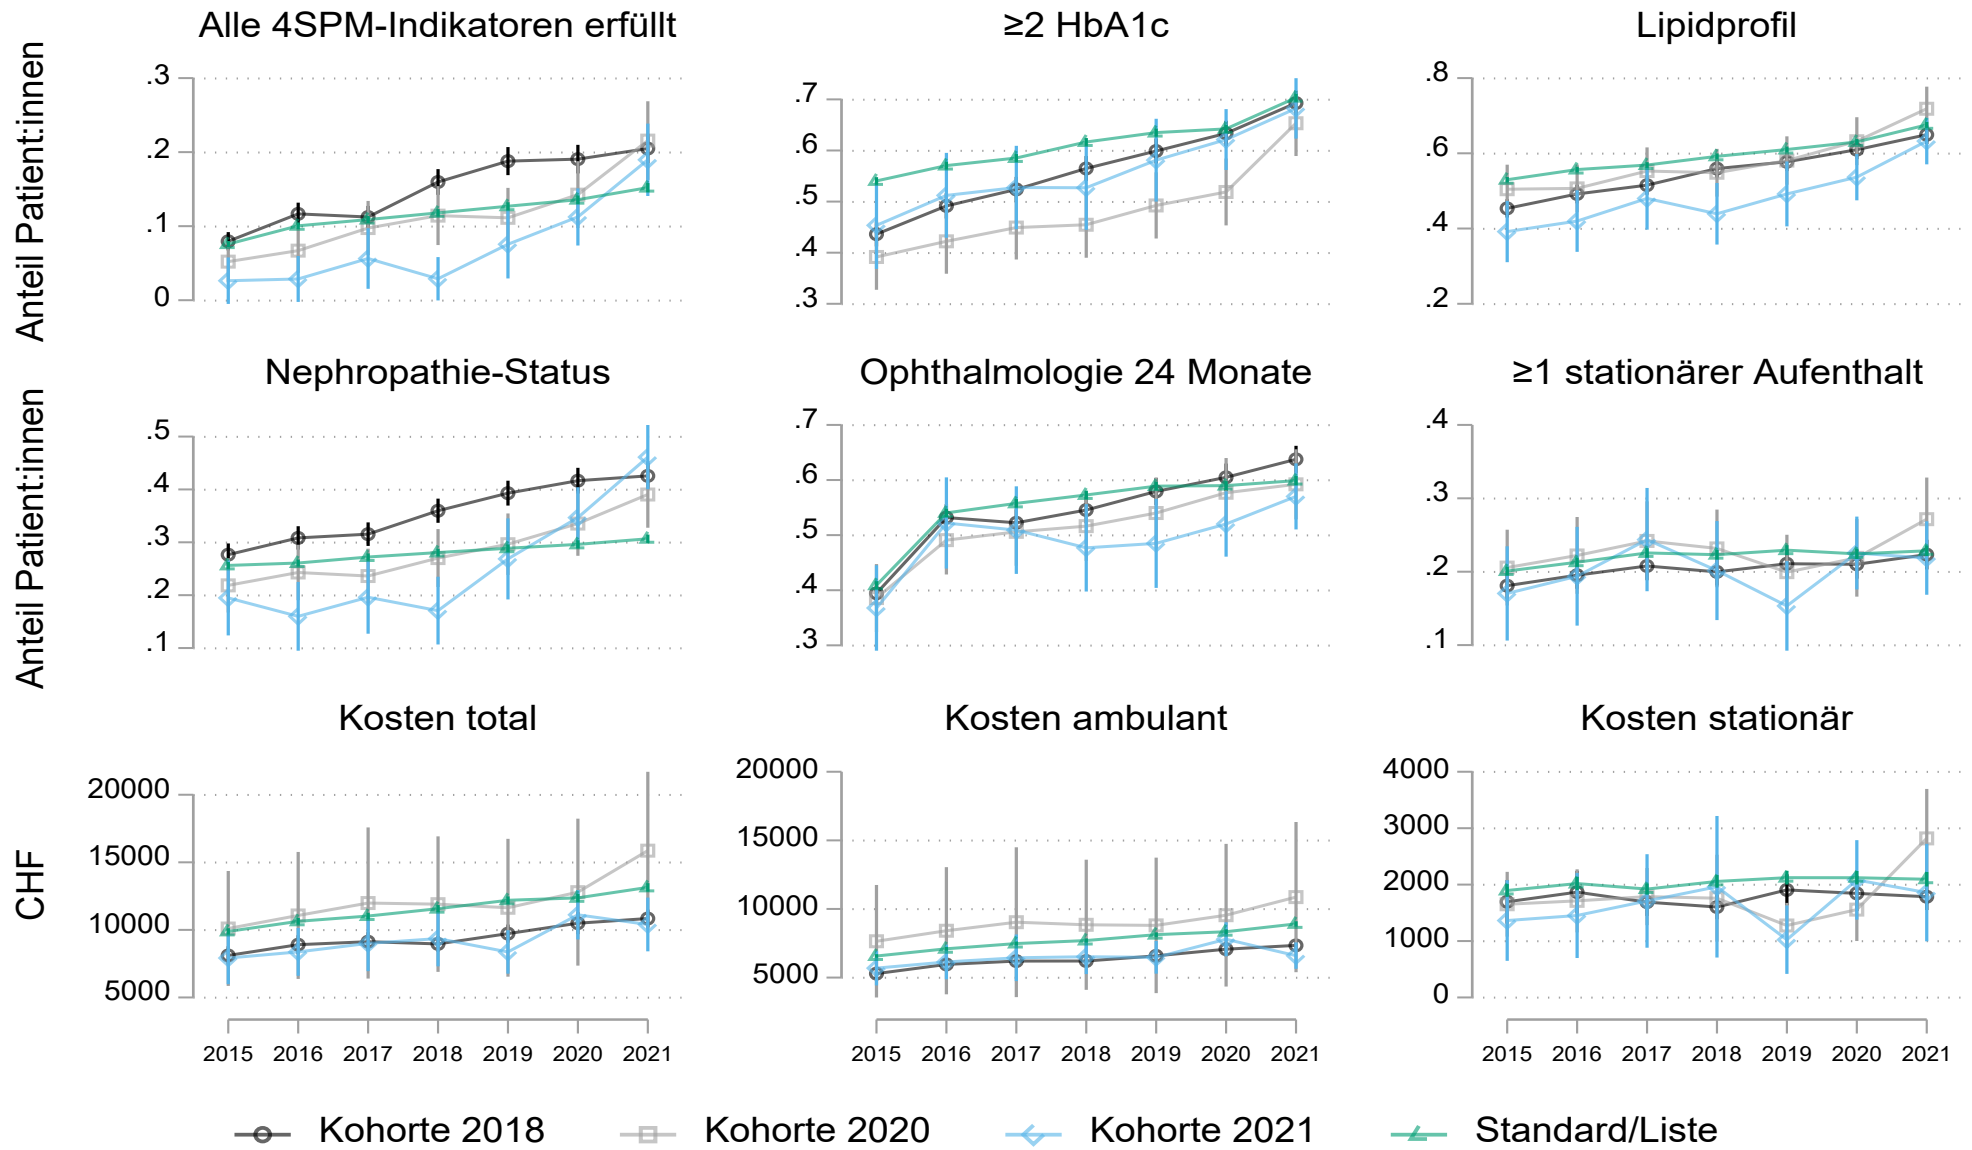 Alle 4SPM-Indikatoren erfüllt
≥2 HbA1c
Lipidprofil
Anteil Patient:innen
.3
.2
.1
0
.7
.6
.5
.4
.3
.8
.6
.4
.2
Nephropathie-Status
Ophthalmologie 24 Monate
≥1 stationärer Aufenthalt
Anteil Patient:innen
.5
.4
.3
.2
.1
.7
.6
.5
.4
.3
.4
.3
.2
.1
Kosten total
Kosten ambulant
Kosten stationär
CHF
20000
15000
10000
5000
20000
15000
10000
5000
4000
3000
2000
1000
0
2015 2016 2017 2018 2019 2020 2021
2015 2016 2017 2018 2019 2020 2021
2015 2016 2017 2018 2019 2020 2021
Kohorte 2018 Kohorte 2020 Kohorte 2021 Standard/Liste